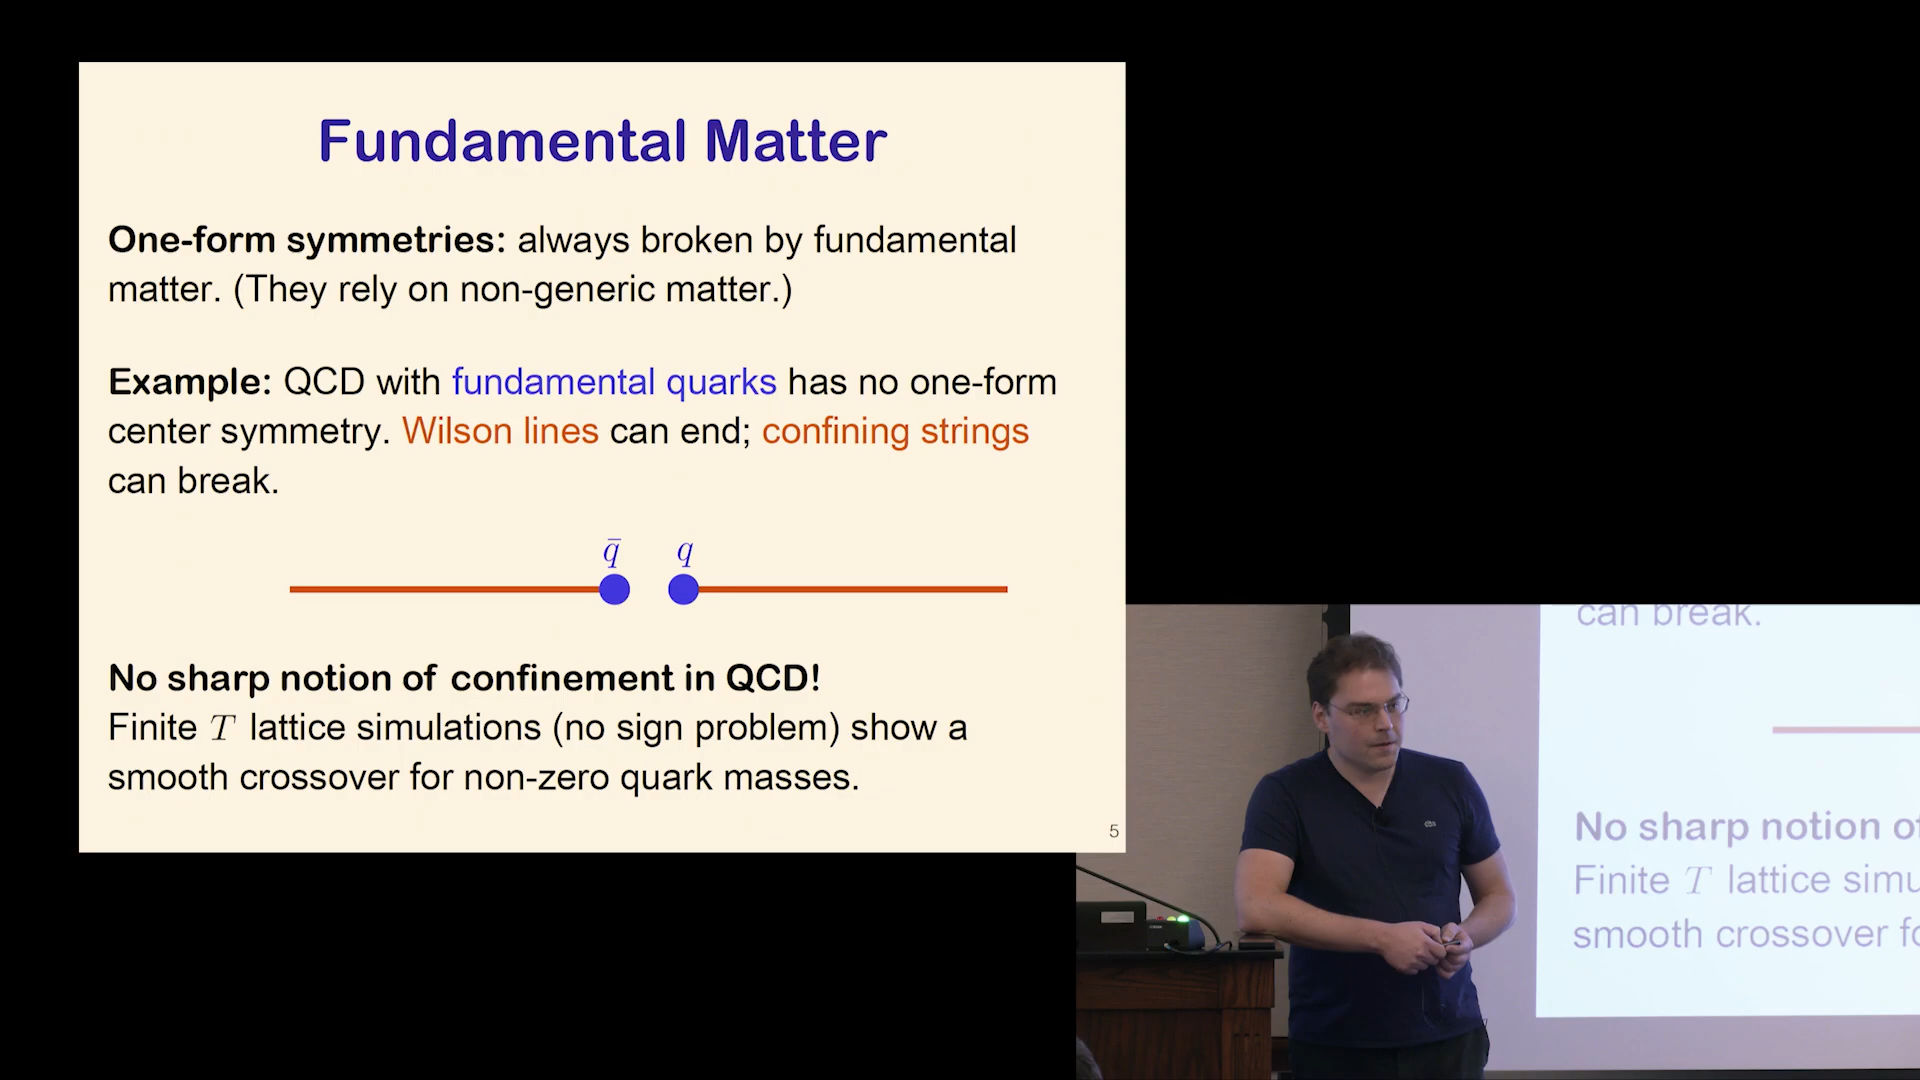 Fundamental Matter
One-form symmetries: always broken by fundamental
matter. (They rely on non-generic matter.)
Example: QCD with fundamental quarks has no one-form
center symmetry. Wilson lines can end; confining strings
can break.
q̄ q
No sharp notion of confinement in QCD!
Finite T lattice simulations (no sign problem) show a
smooth crossover for non-zero quark masses.
5
can break.
No sharp notion of
Finite T lattice simu
smooth crossover fo